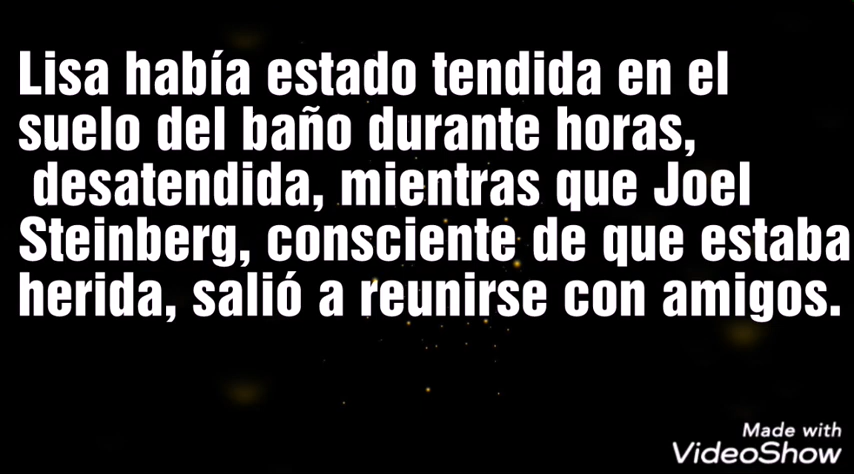 Lisa había estado tendida en el
suelo del baño durante horas,
desatendida, mientras que Joel
Steinberg, consciente de que estaba
herida, salió a reunirse con amigos.
Made with
VideoShow